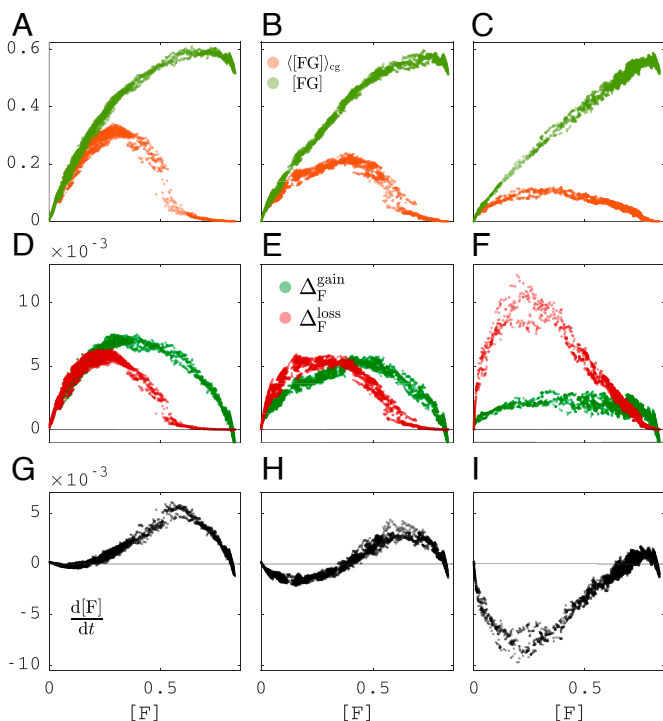 A B C
0.6
0.4
0.2
0
⟨[FG]⟩cg
[FG]
D E F
×10⁻³
10
5
0
Δ_F^gain
Δ_F^loss
G H I
×10⁻³
5
0
-5
-10
d[F]
dt
0 0.5 0 0.5 0 0.5
[F] [F] [F]